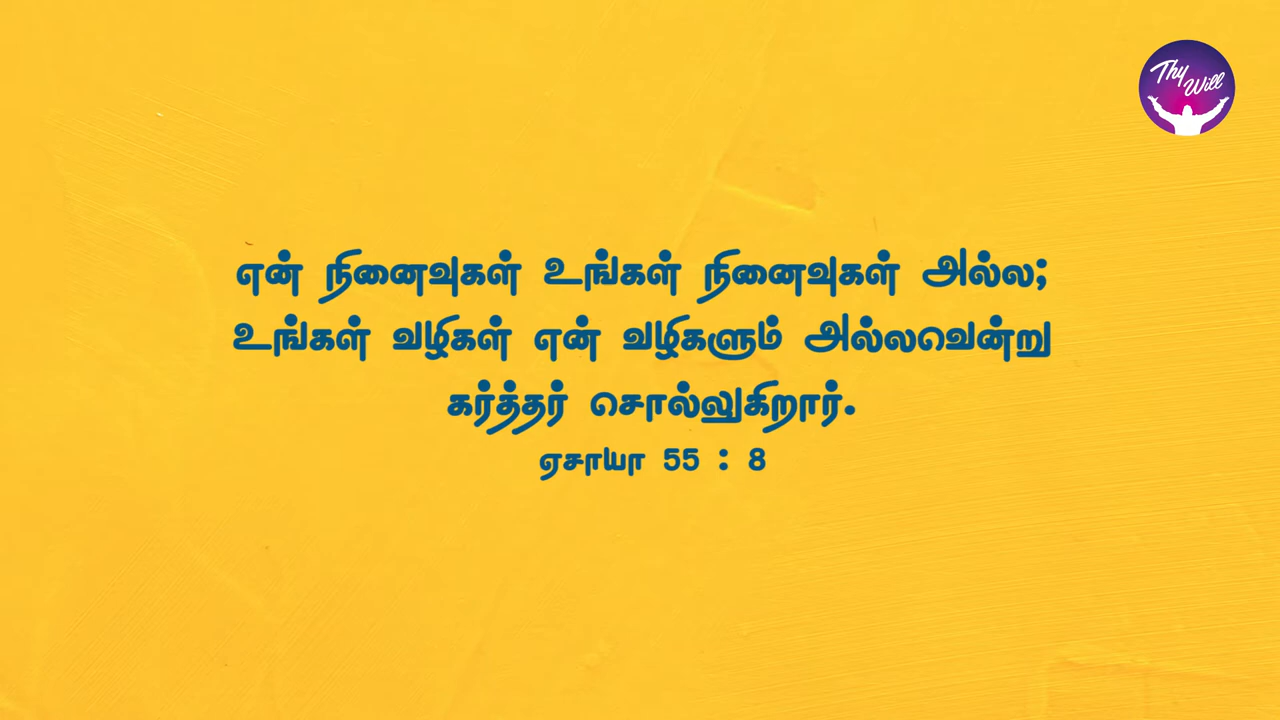 Thy Will
என் நினைவுகள் உங்கள் நினைவுகள் அல்ல;
உங்கள் வழிகள் என் வழிகளும் அல்லவென்று
கர்த்தர் சொல்லுகிறார்.
ஏசாயா 55 : 8